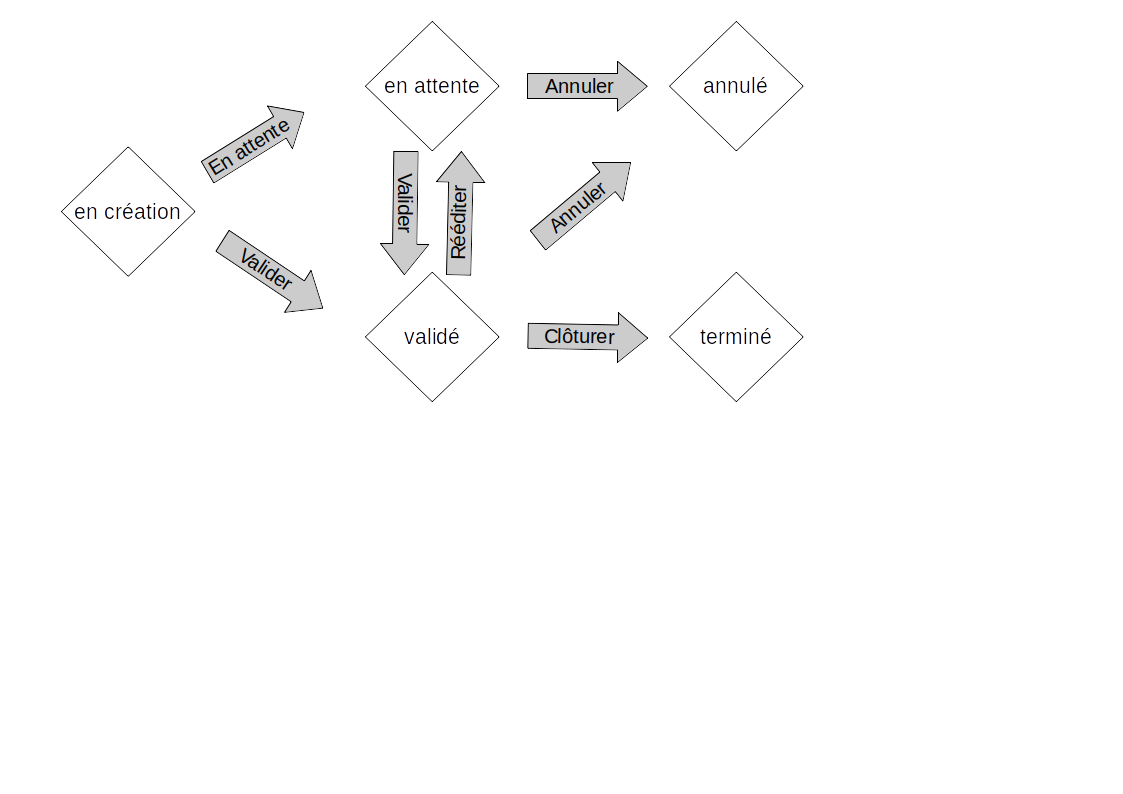 en attente
Annuler
annulé
En attente
en création
Valider
Valider
Rééditer
Annuler
validé
Clôturer
terminé